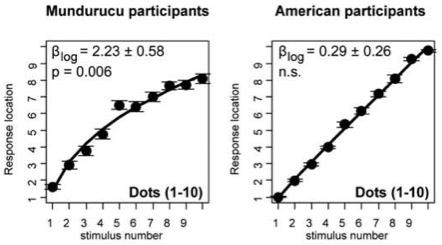 Mundurucu participants
βlog = 2.23 ± 0.58
p = 0.006
Response location
1 2 3 4 5 6 7 8 9
Dots (1-10)
1 2 3 4 5 6 7 8 9
stimulus number
American participants
βlog = 0.29 ± 0.26
n.s.
Response location
1 2 3 4 5 6 7 8 9
Dots (1-10)
1 2 3 4 5 6 7 8 9
stimulus number